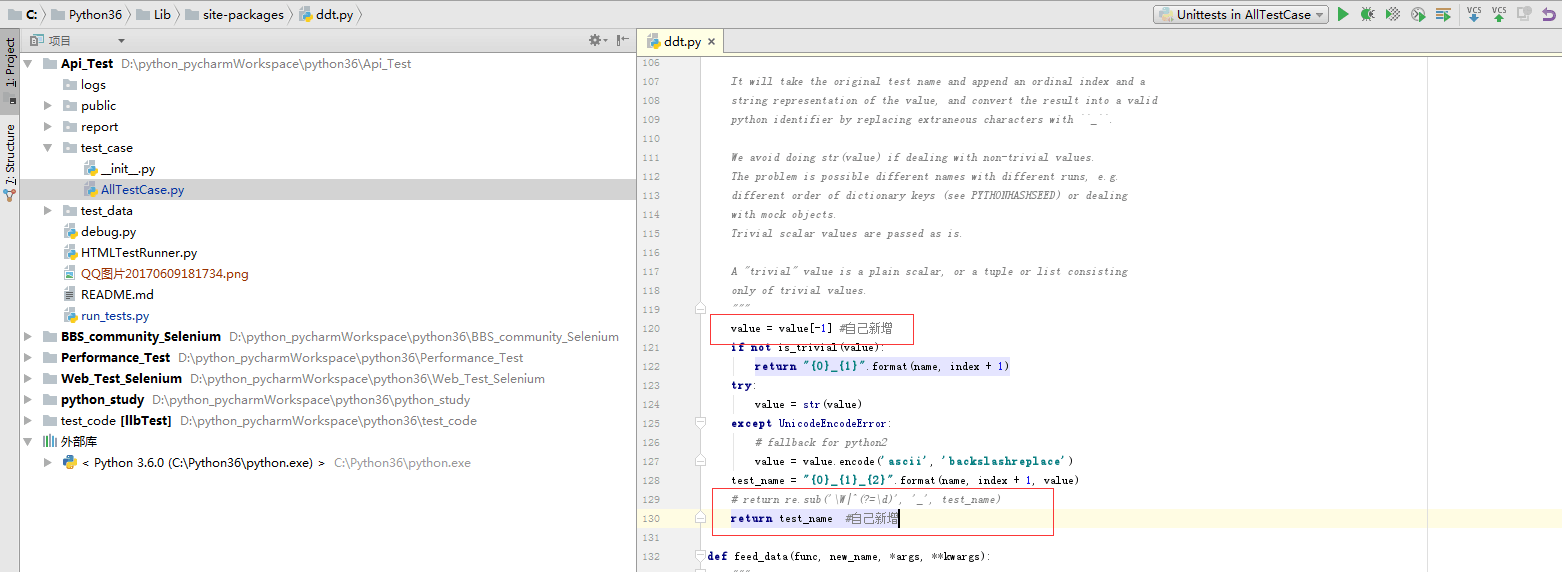 C: Python36 Lib site-packages ddt.py
Unittests in AllTestCase
VCS VCS
1: Project
7: Structure
项目
Api_Test D:\python_pycharmWorkspace\python36\Api_Test
logs
public
report
test_case
__init__.py
AllTestCase.py
test_data
debug.py
HTMLTestRunner.py
QQ图片20170609181734.png
README.md
run_tests.py
BBS_community_Selenium D:\python_pycharmWorkspace\python36\BBS_community_Selenium
Performance_Test D:\python_pycharmWorkspace\python36\Performance_Test
Web_Test_Selenium D:\python_pycharmWorkspace\python36\Web_Test_Selenium
python_study D:\python_pycharmWorkspace\python36\python_study
test_code [llbTest] D:\python_pycharmWorkspace\python36\test_code
外部库
< Python 3.6.0 (C:\Python36\python.exe) > C:\Python36\python.exe
ddt.py
106
107 It will take the original test name and append an ordinal index and a
108 string representation of the value, and convert the result into a valid
109 python identifier by replacing extraneous characters with ``_``.
110
111 We avoid doing str(value) if dealing with non-trivial values.
112 The problem is possible different names with different runs, e.g.
113 different order of dictionary keys (see PYTHONHASHSEED) or dealing
114 with mock objects.
115 Trivial scalar values are passed as is.
116
117 A "trivial" value is a plain scalar, or a tuple or list consisting
118 only of trivial values.
119 """
120 value = value[-1] #自己新增
121 if not is_trivial(value):
122 return "{0}_{1}".format(name, index + 1)
123 try:
124 value = str(value)
125 except UnicodeEncodeError:
126 # fallback for python2
127 value = value.encode('ascii', 'backslashreplace')
128 test_name = "{0}_{1}_{2}".format(name, index + 1, value)
129 # return re.sub('\W|^(?=\d)', '_', test_name)
130 return test_name #自己新增
131
132 def feed_data(func, new_name, *args, **kwargs):
"""